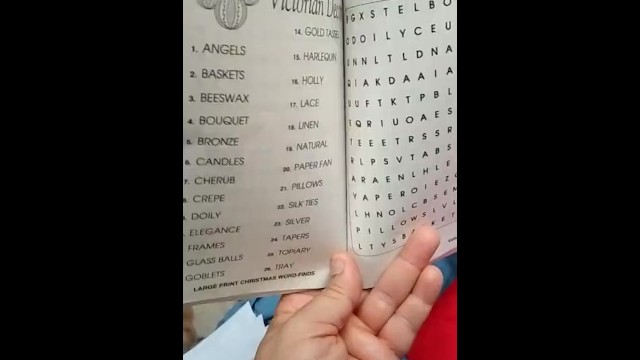 Victorian Dec
1. ANGELS
2. BASKETS
3. BEESWAX
4. BOUQUET
5. BRONZE
6. CANDLES
7. CHERUB
8. CREPE
DOILY
ELEGANCE
FRAMES
GLASS BALLS
GOBLETS
14. GOLD TASSEL
15. HARLEQUIN
16. HOLLY
17. LACE
18. LINEN
19. NATURAL
20. PAPER FAN
21. PILLOWS
22. SILK TIES
23. SILVER
24. TAPERS
25. TOPIARY
26. TRAY
LARGE PRINT CHRISTMAS WORD-FINDS
G X S T E L B O
D O I L Y C E U
N N L T L D N A
Q I A K D A A I A
U U F T K T P B L
E Q R I U O A E S
T E E E T R S S R
R L P S V T A B S
A R A E N L H L E
Y A P E R O I E Z
L H N O L C B S E M
P I L L O W S I V L
L T Y S B K E T